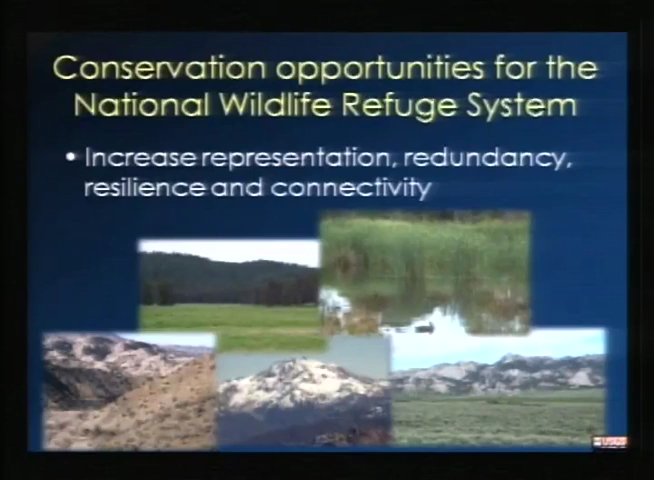 Conservation opportunities for the
National Wildlife Refuge System
• Increase representation, redundancy,
resilience and connectivity